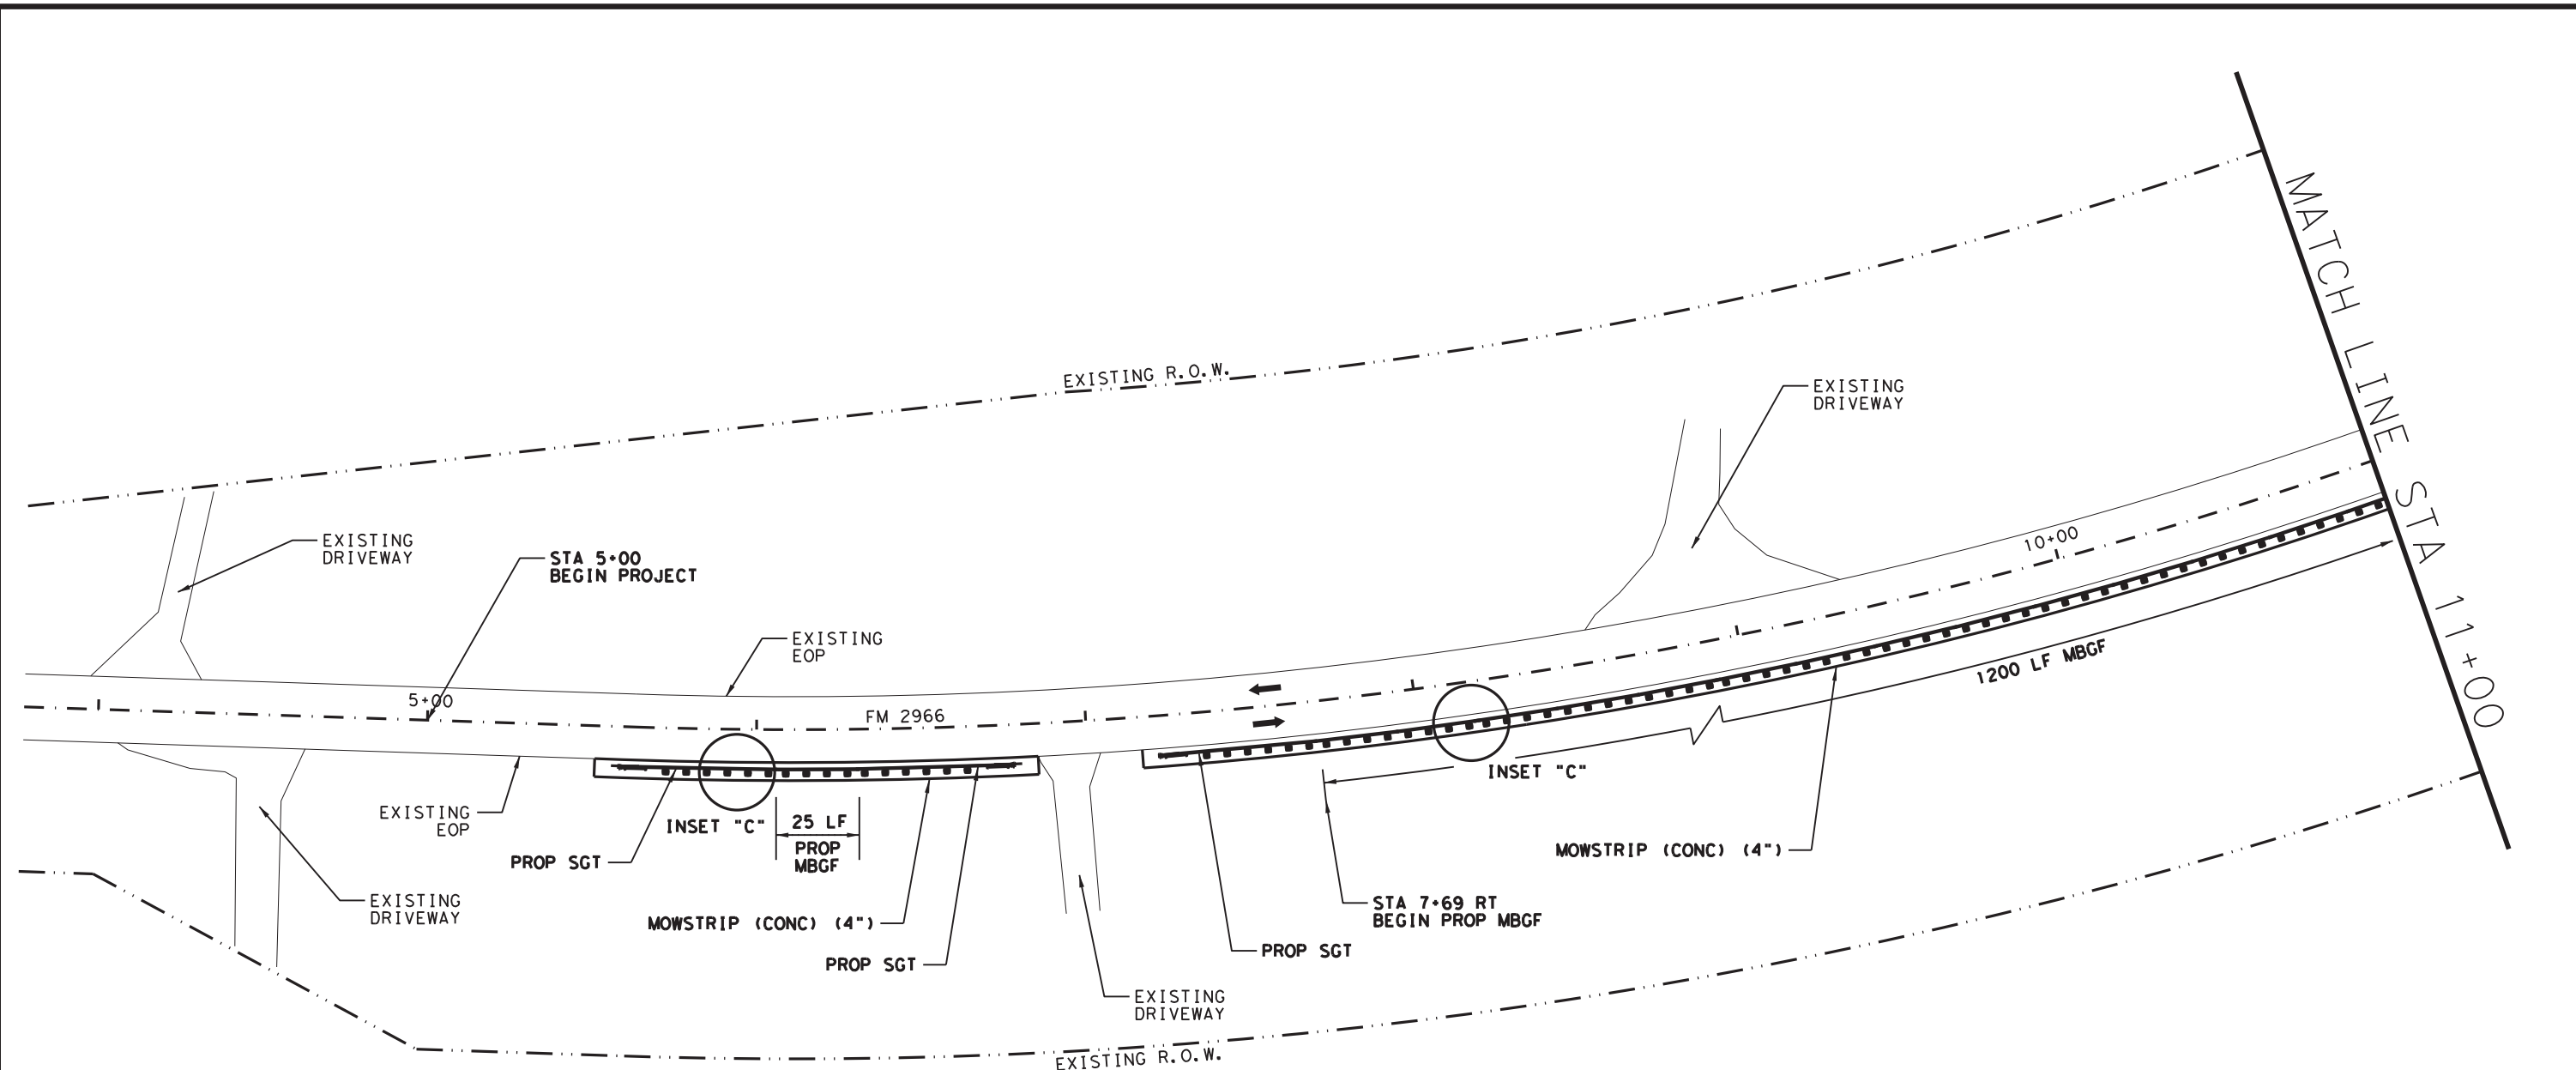 MATCH LINE STA 11+00
EXISTING R.O.W.
EXISTING
DRIVEWAY
EXISTING
DRIVEWAY
STA 5+00
BEGIN PROJECT
10+00
EXISTING
EOP
1200 LF MBGF
5+00
FM 2966
INSET "C"
EXISTING
EOP
INSET "C"
25 LF
PROP
MBGF
PROP SGT
MOWSTRIP (CONC) (4")
EXISTING
DRIVEWAY
STA 7+69 RT
BEGIN PROP MBGF
MOWSTRIP (CONC) (4")
PROP SGT
PROP SGT
EXISTING
DRIVEWAY
EXISTING R.O.W.